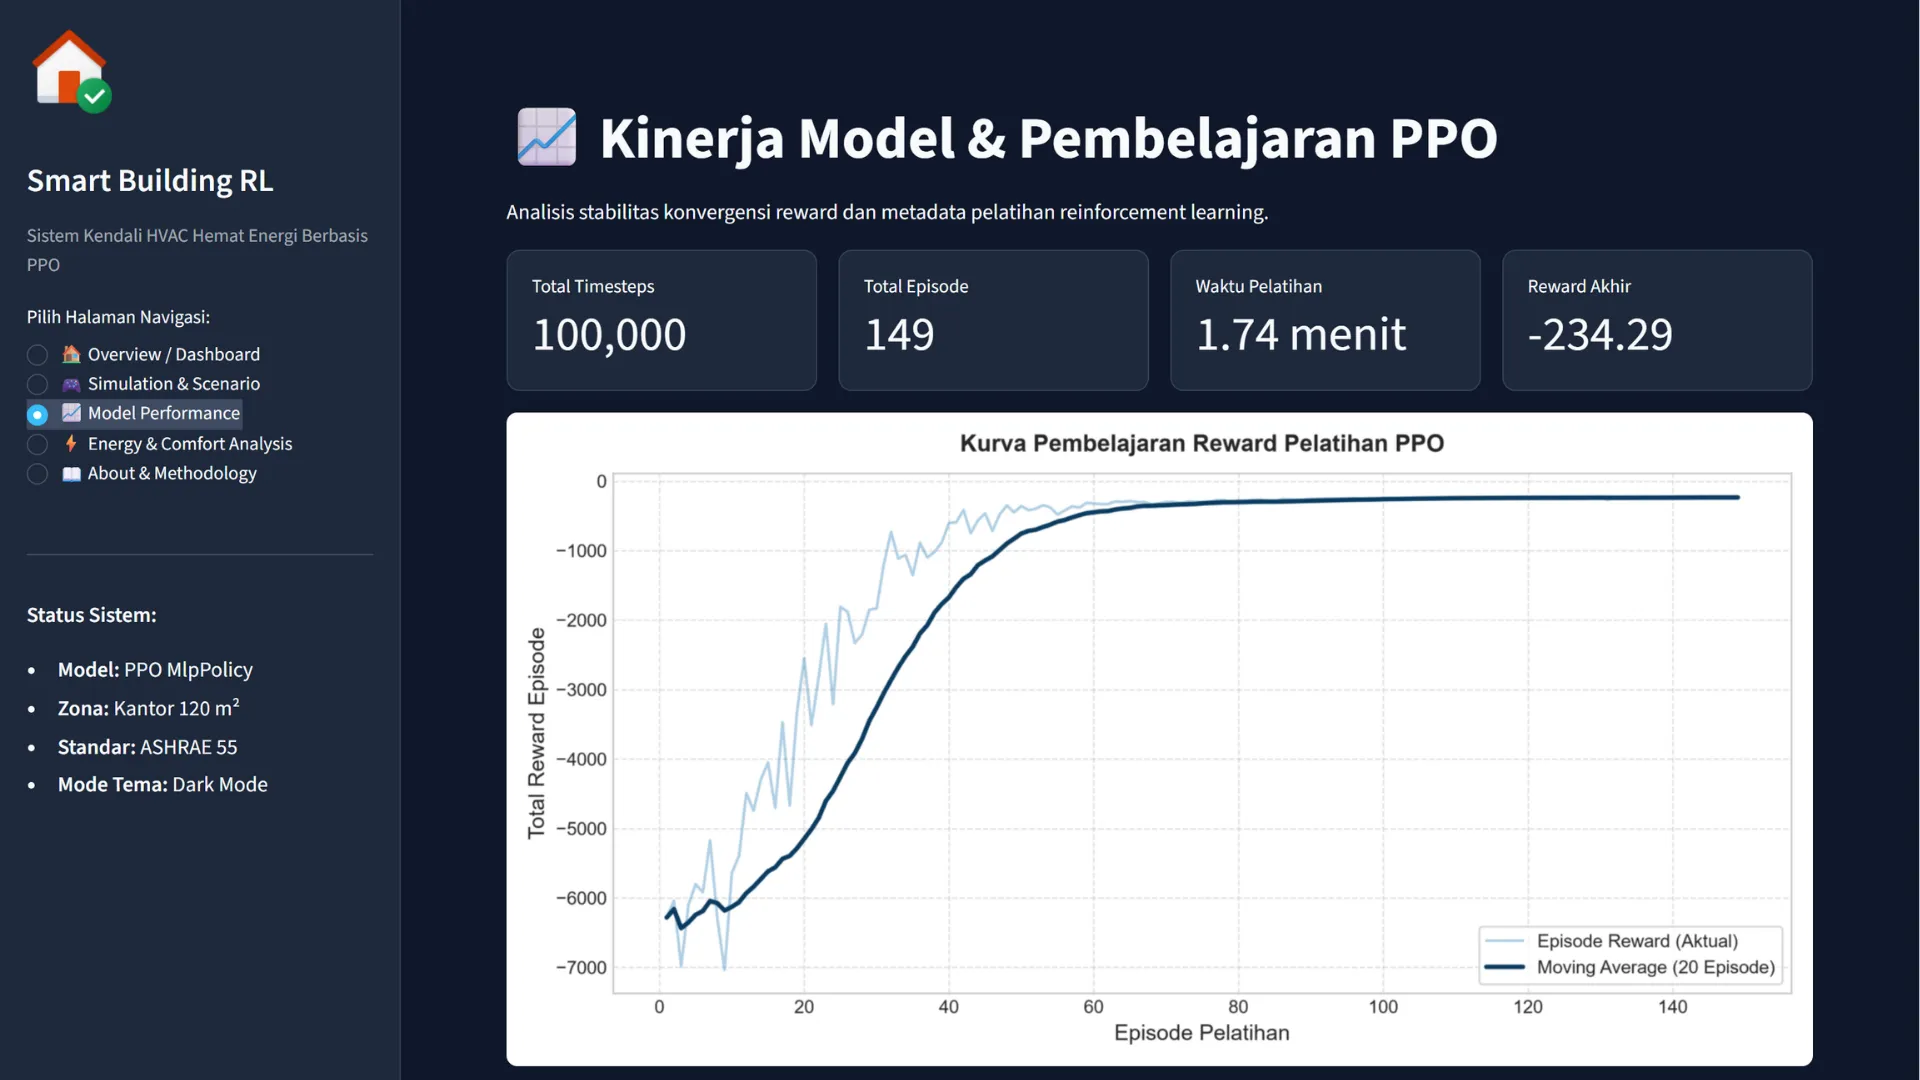 Smart Building RL
Sistem Kendali HVAC Hemat Energi Berbasis
PPO
Pilih Halaman Navigasi:
Overview / Dashboard
Simulation & Scenario
Model Performance
Energy & Comfort Analysis
About & Methodology
Status Sistem:
• Model: PPO MlpPolicy
• Zona: Kantor 120 m²
• Standar: ASHRAE 55
• Mode Tema: Dark Mode
Kinerja Model & Pembelajaran PPO
Analisis stabilitas konvergensi reward dan metadata pelatihan reinforcement learning.
Total Timesteps
100,000
Total Episode
149
Waktu Pelatihan
1.74 menit
Reward Akhir
-234.29
Kurva Pembelajaran Reward Pelatihan PPO
Total Reward Episode
0
−1000
−2000
−3000
−4000
−5000
−6000
−7000
Episode Reward (Aktual)
Moving Average (20 Episode)
0 20 40 60 80 100 120 140
Episode Pelatihan